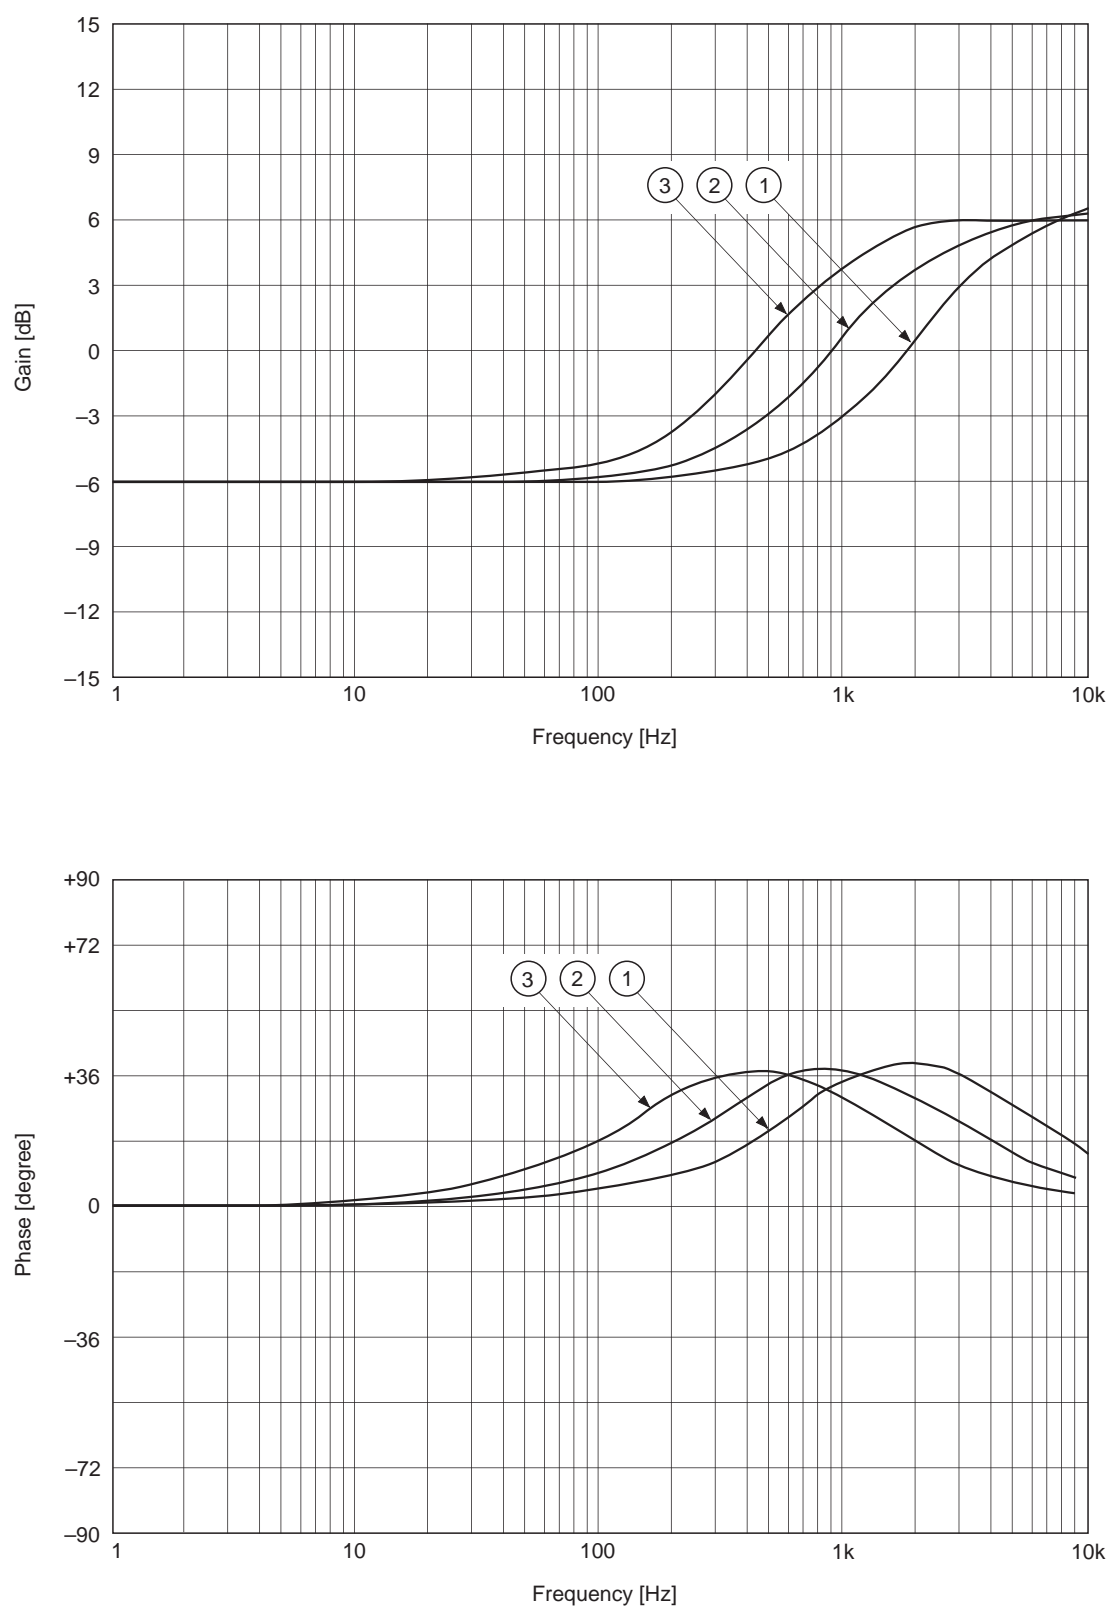 15
12
9
6
3
0
–3
–6
–9
–12
–15
Gain [dB]
3 2 1
1 10 100 1k 10k
Frequency [Hz]
+90
+72
+36
0
–36
–72
–90
Phase [degree]
3 2 1
1 10 100 1k 10k
Frequency [Hz]